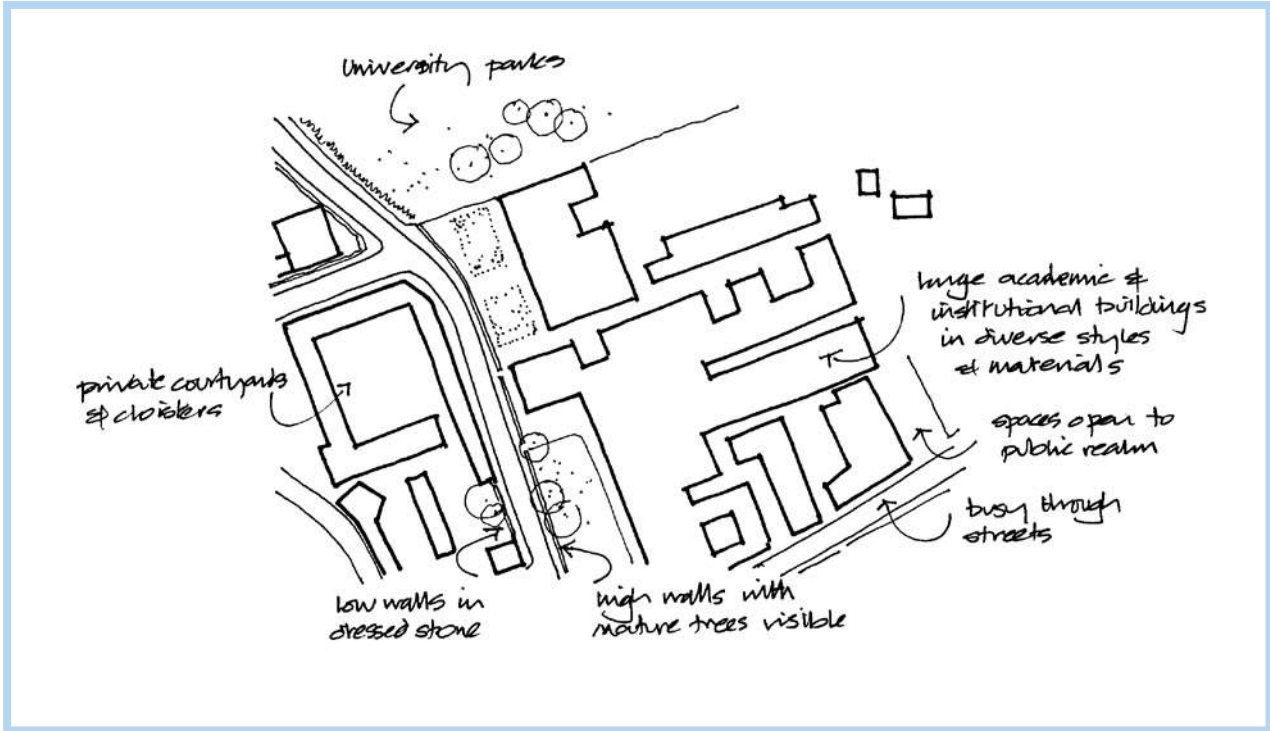 University parks
large academic &
institutional buildings
in diverse styles
& materials
private courtyards
& cloisters
spaces open to
public realm
busy through
streets
low walls in
dressed stone
high walls with
mature trees visible